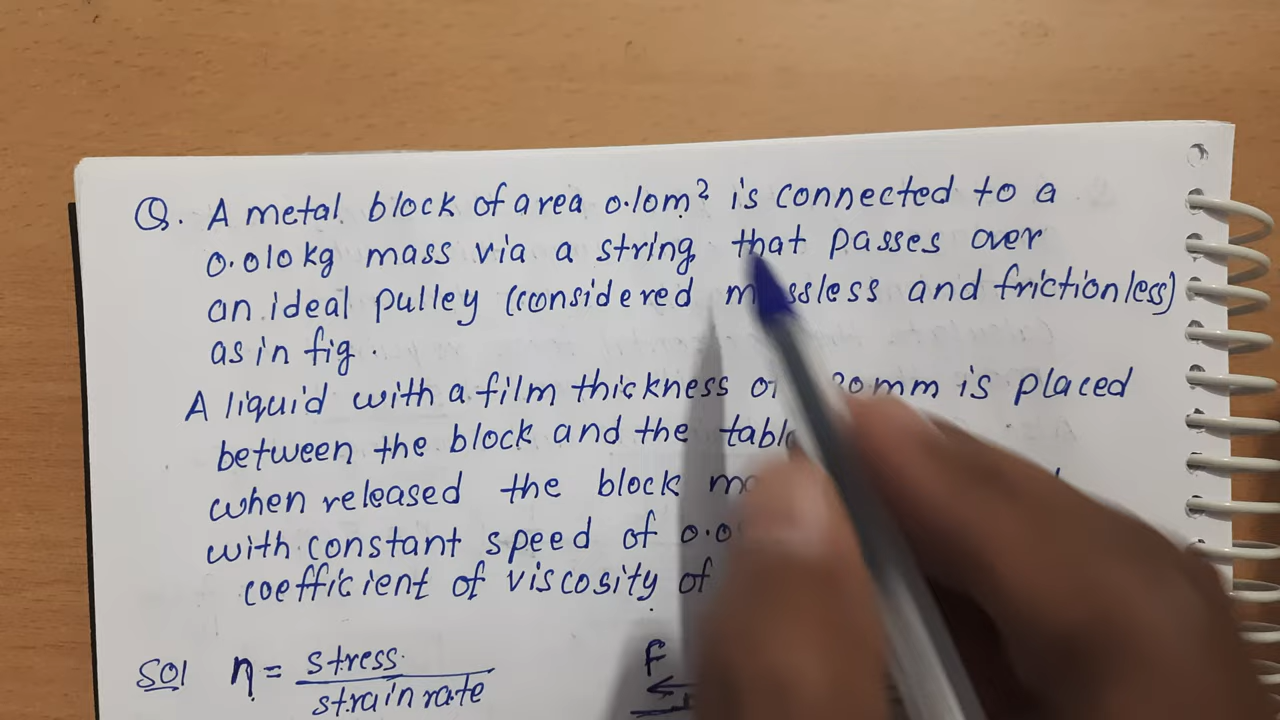 Q. A metal block of area 0.10m² is connected to a
0.010kg mass via a string that passes over
an ideal pulley (considered massless and frictionless)
as in fig.
A liquid with a film thickness mm is placed
between the block and the
when released the block
with constant speed of
coefficient of viscosity of
Sol η = stress
strain rate
F